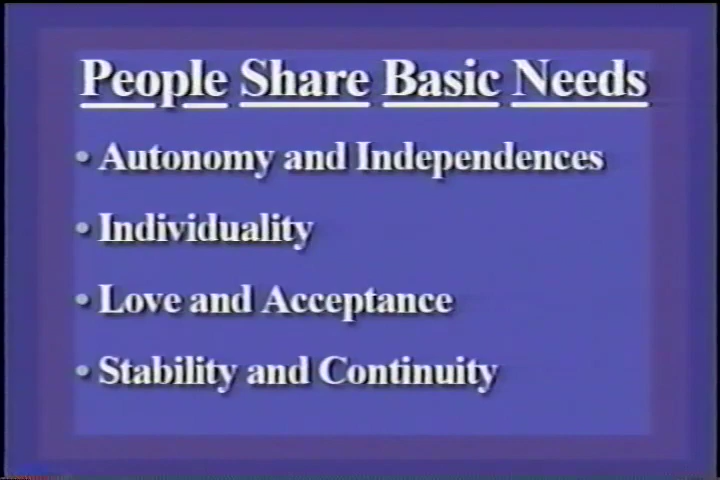 People Share Basic Needs
• Autonomy and Independences
• Individuality
• Love and Acceptance
• Stability and Continuity